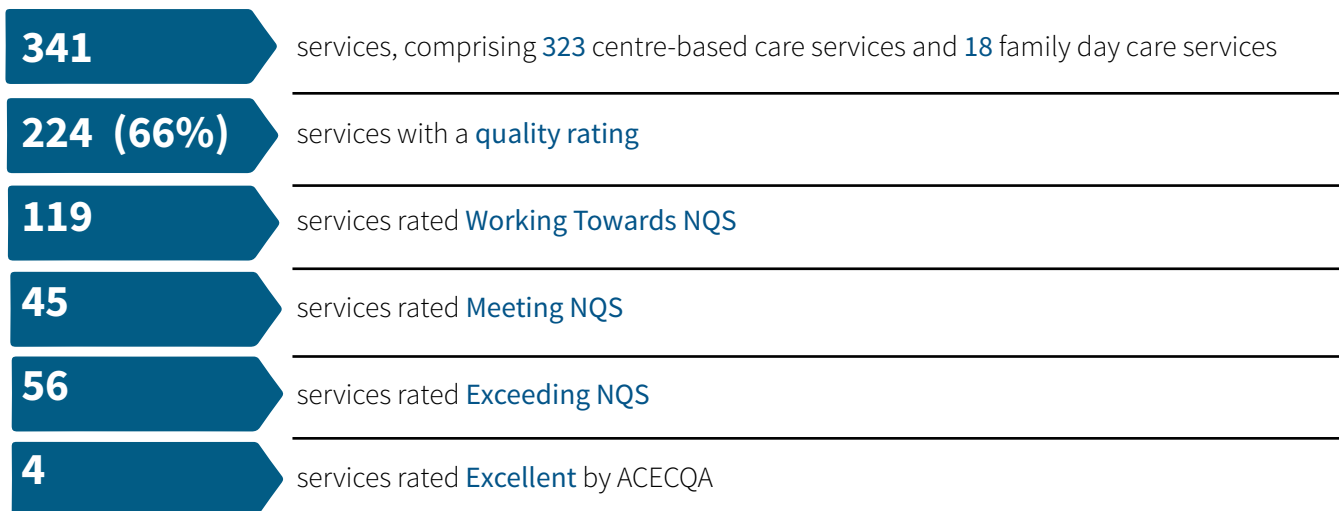 341 services, comprising 323 centre-based care services and 18 family day care services
224 (66%) services with a quality rating
119 services rated Working Towards NQS
45 services rated Meeting NQS
56 services rated Exceeding NQS
4 services rated Excellent by ACECQA